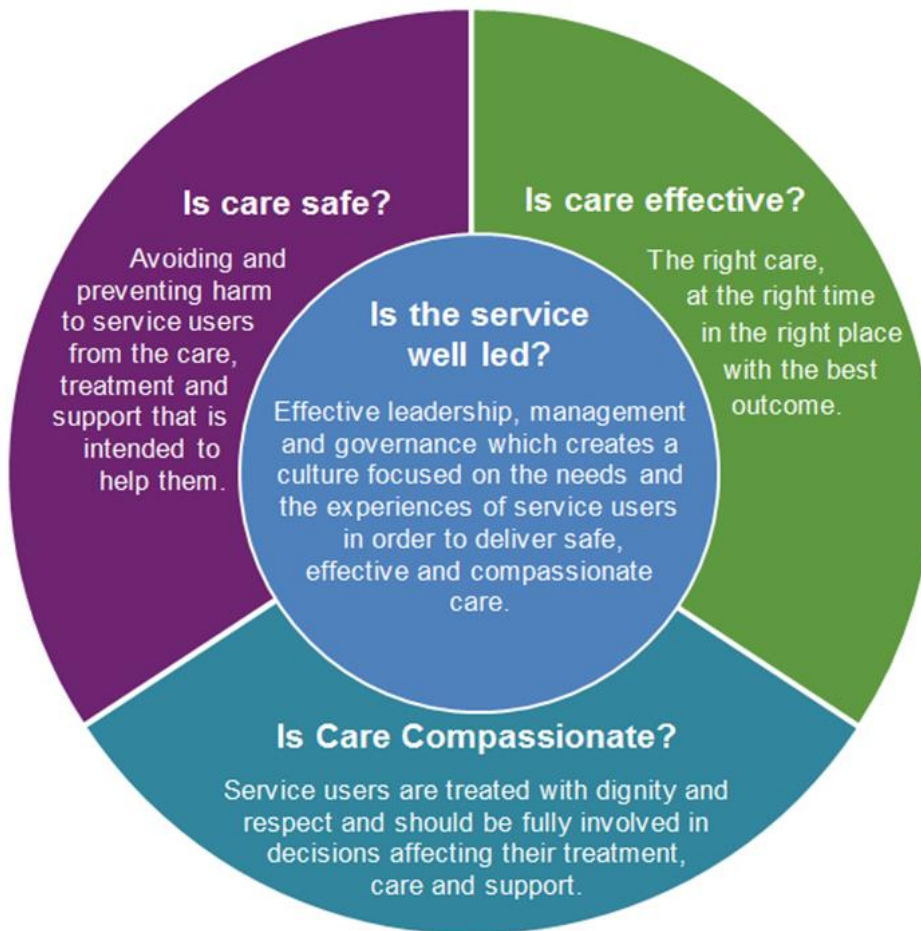 Is care safe?
Avoiding and
preventing harm
to service users
from the care,
treatment and
support that is
intended to
help them.
Is care effective?
The right care,
at the right time
in the right place
with the best
outcome.
Is the service
well led?
Effective leadership, management
and governance which creates a
culture focused on the needs and
the experiences of service users
in order to deliver safe,
effective and compassionate
care.
Is Care Compassionate?
Service users are treated with dignity and
respect and should be fully involved in
decisions affecting their treatment,
care and support.